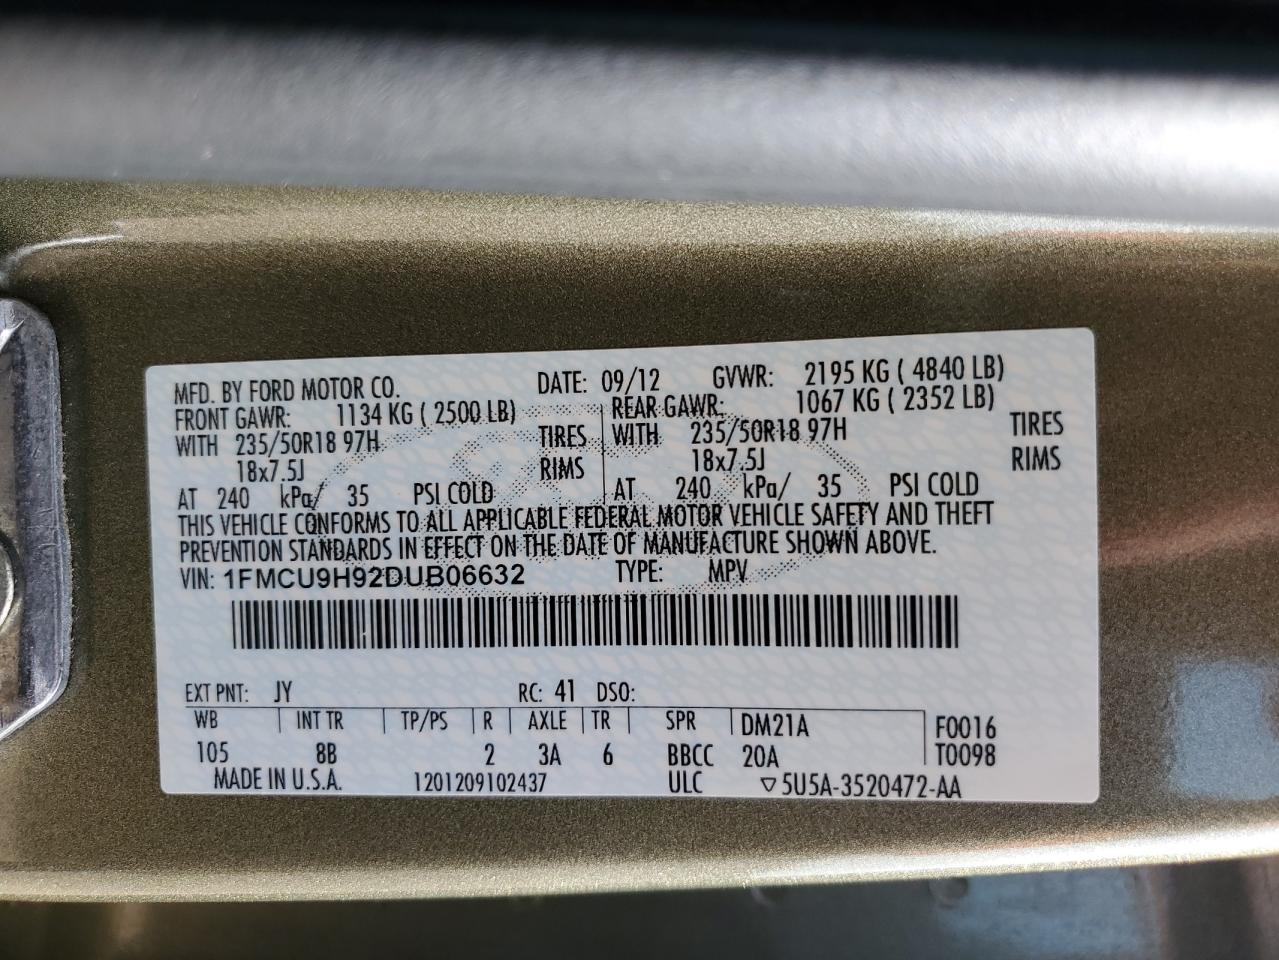 MFD. BY FORD MOTOR CO. DATE: 09/12 GVWR: 2195 KG ( 4840 LB)
FRONT GAWR: 1134 KG ( 2500 LB) REAR GAWR: 1067 KG ( 2352 LB)
WITH 235/50R18 97H TIRES WITH 235/50R18 97H TIRES
18x7.5J RIMS 18x7.5J RIMS
AT 240 kPa/ 35 PSI COLD AT 240 kPa/ 35 PSI COLD
THIS VEHICLE CONFORMS TO ALL APPLICABLE FEDERAL MOTOR VEHICLE SAFETY AND THEFT
PREVENTION STANDARDS IN EFFECT ON THE DATE OF MANUFACTURE SHOWN ABOVE.
VIN: 1FMCU9H92DUB06632 TYPE: MPV
EXT PNT: JY RC: 41 DSO:
WB INT TR TP/PS R AXLE TR SPR DM21A F0016
105 8B 2 3A 6 BBCC 20A T0098
MADE IN U.S.A. 1201209102437 ULC ▽5U5A-3520472-AA